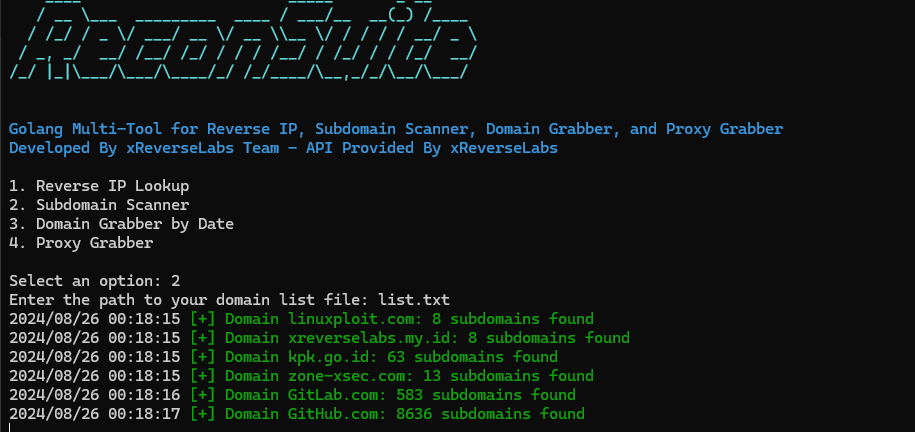 ReconSuite
Golang Multi-Tool for Reverse IP, Subdomain Scanner, Domain Grabber, and Proxy Grabber
Developed By xReverseLabs Team - API Provided By xReverseLabs
1. Reverse IP Lookup
2. Subdomain Scanner
3. Domain Grabber by Date
4. Proxy Grabber
Select an option: 2
Enter the path to your domain list file: list.txt
2024/08/26 00:18:15 [+] Domain linuxploit.com: 8 subdomains found
2024/08/26 00:18:15 [+] Domain xreverselabs.my.id: 8 subdomains found
2024/08/26 00:18:15 [+] Domain kpk.go.id: 63 subdomains found
2024/08/26 00:18:15 [+] Domain zone-xsec.com: 13 subdomains found
2024/08/26 00:18:16 [+] Domain GitLab.com: 583 subdomains found
2024/08/26 00:18:17 [+] Domain GitHub.com: 8636 subdomains found